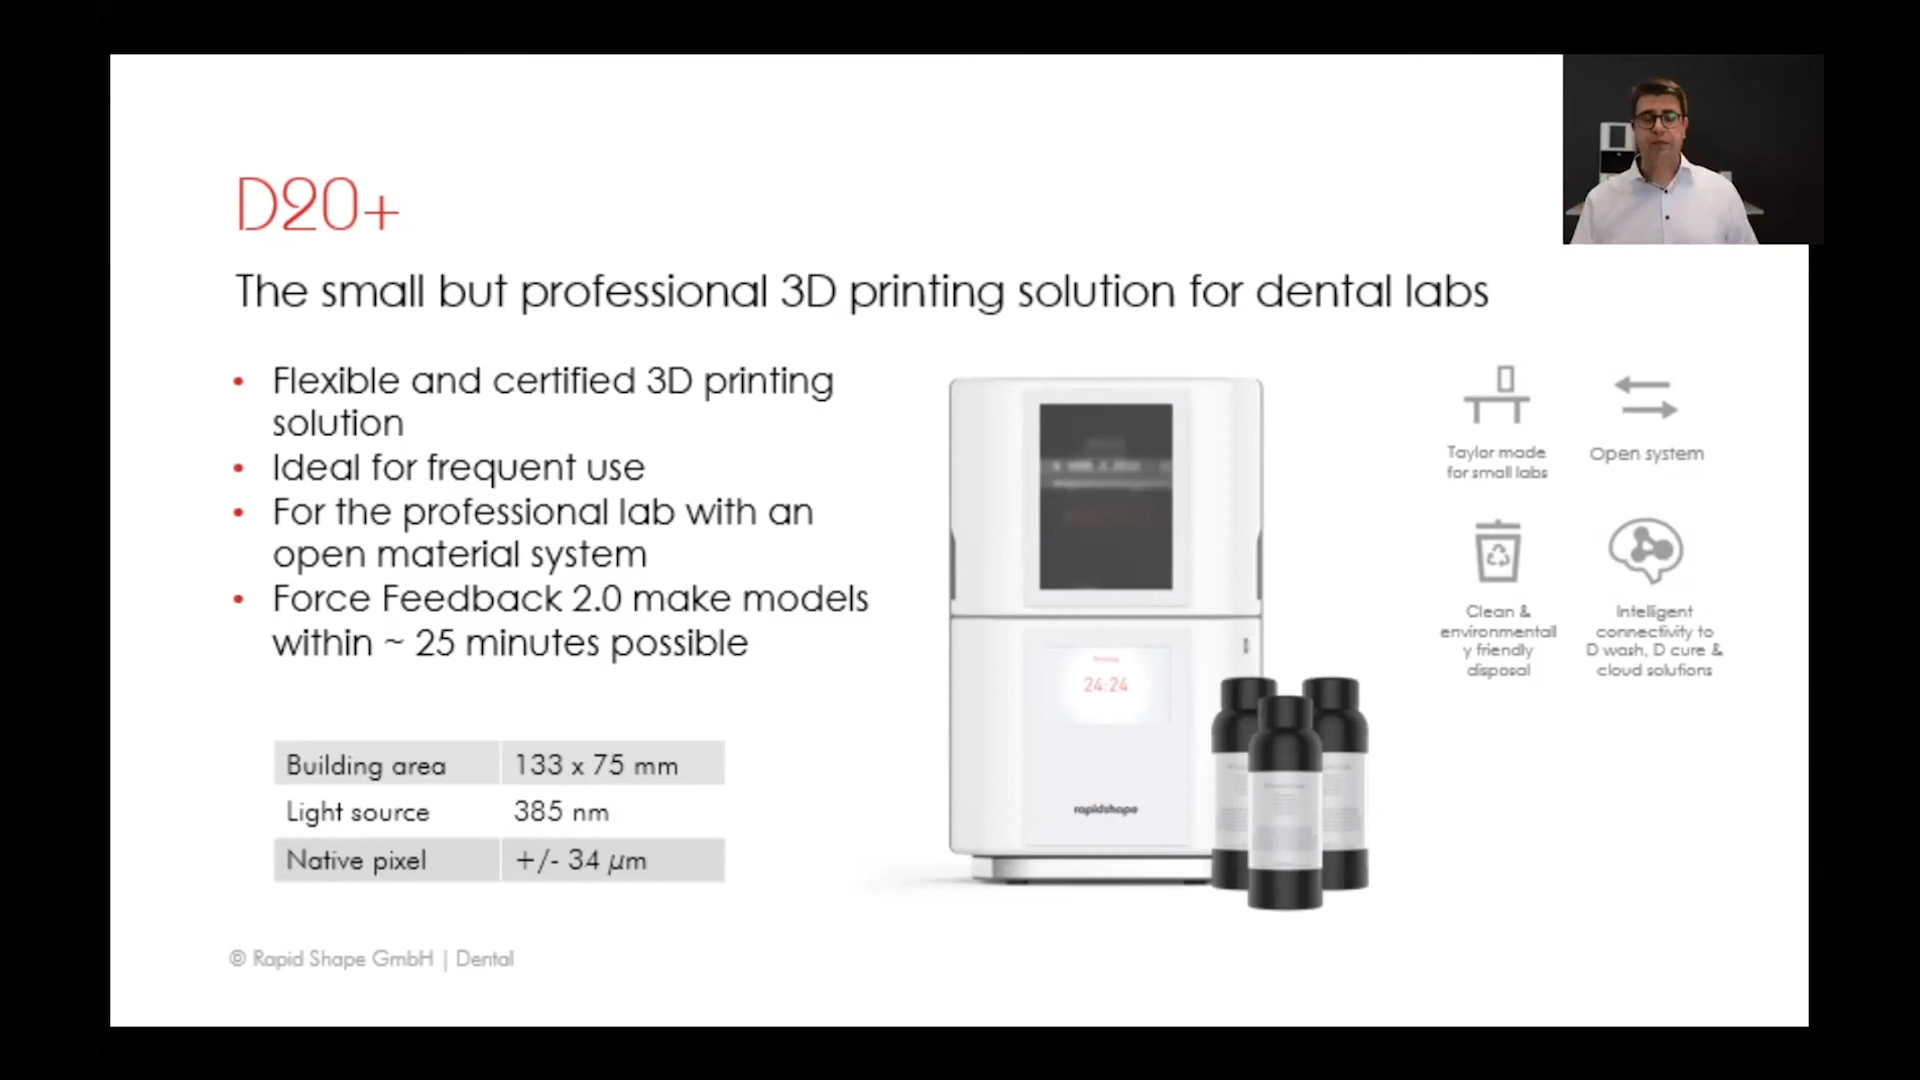 D20+
The small but professional 3D printing solution for dental labs
• Flexible and certified 3D printing
solution
• Ideal for frequent use
• For the professional lab with an
open material system
• Force Feedback 2.0 make models
within ~ 25 minutes possible
Building area 133 x 75 mm
Light source 385 nm
Native pixel +/- 34 µm
24:24
rapidshape
Taylor made
for small labs
Open system
Clean &
environmentall
y friendly
disposal
Intelligent
connectivity to
D wash, D cure &
cloud solutions
© Rapid Shape GmbH | Dental